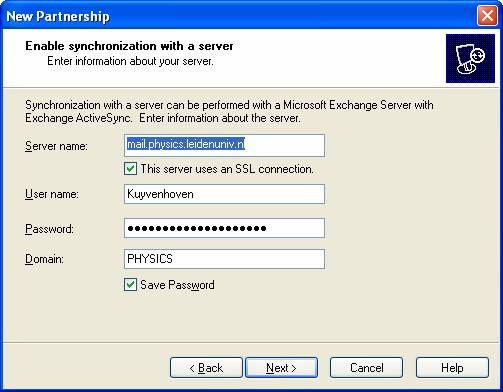 New Partnership
Enable synchronization with a server
Enter information about your server.
Synchronization with a server can be performed with a Microsoft Exchange Server with
Exchange ActiveSync. Enter information about the server.
Server name: mail.physics.leidenuniv.nl
This server uses an SSL connection.
User name: Kuyvenhoven
Password: ●●●●●●●●●●●●●●●●●●●●
Domain: PHYSICS
Save Password
< Back Next > Cancel Help